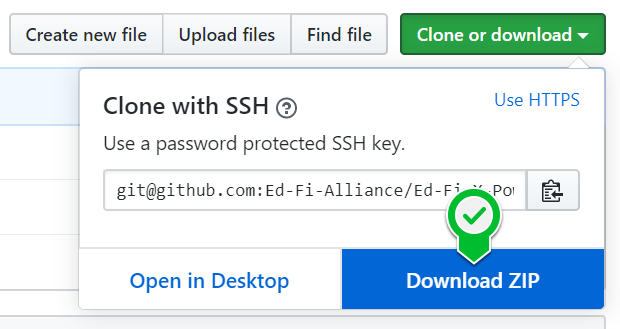 Create new file Upload files Find file Clone or download
Clone with SSH Use HTTPS
Use a password protected SSH key.
git@github.com:Ed-Fi-Alliance/Ed-Fi-X-Pow
Open in Desktop Download ZIP